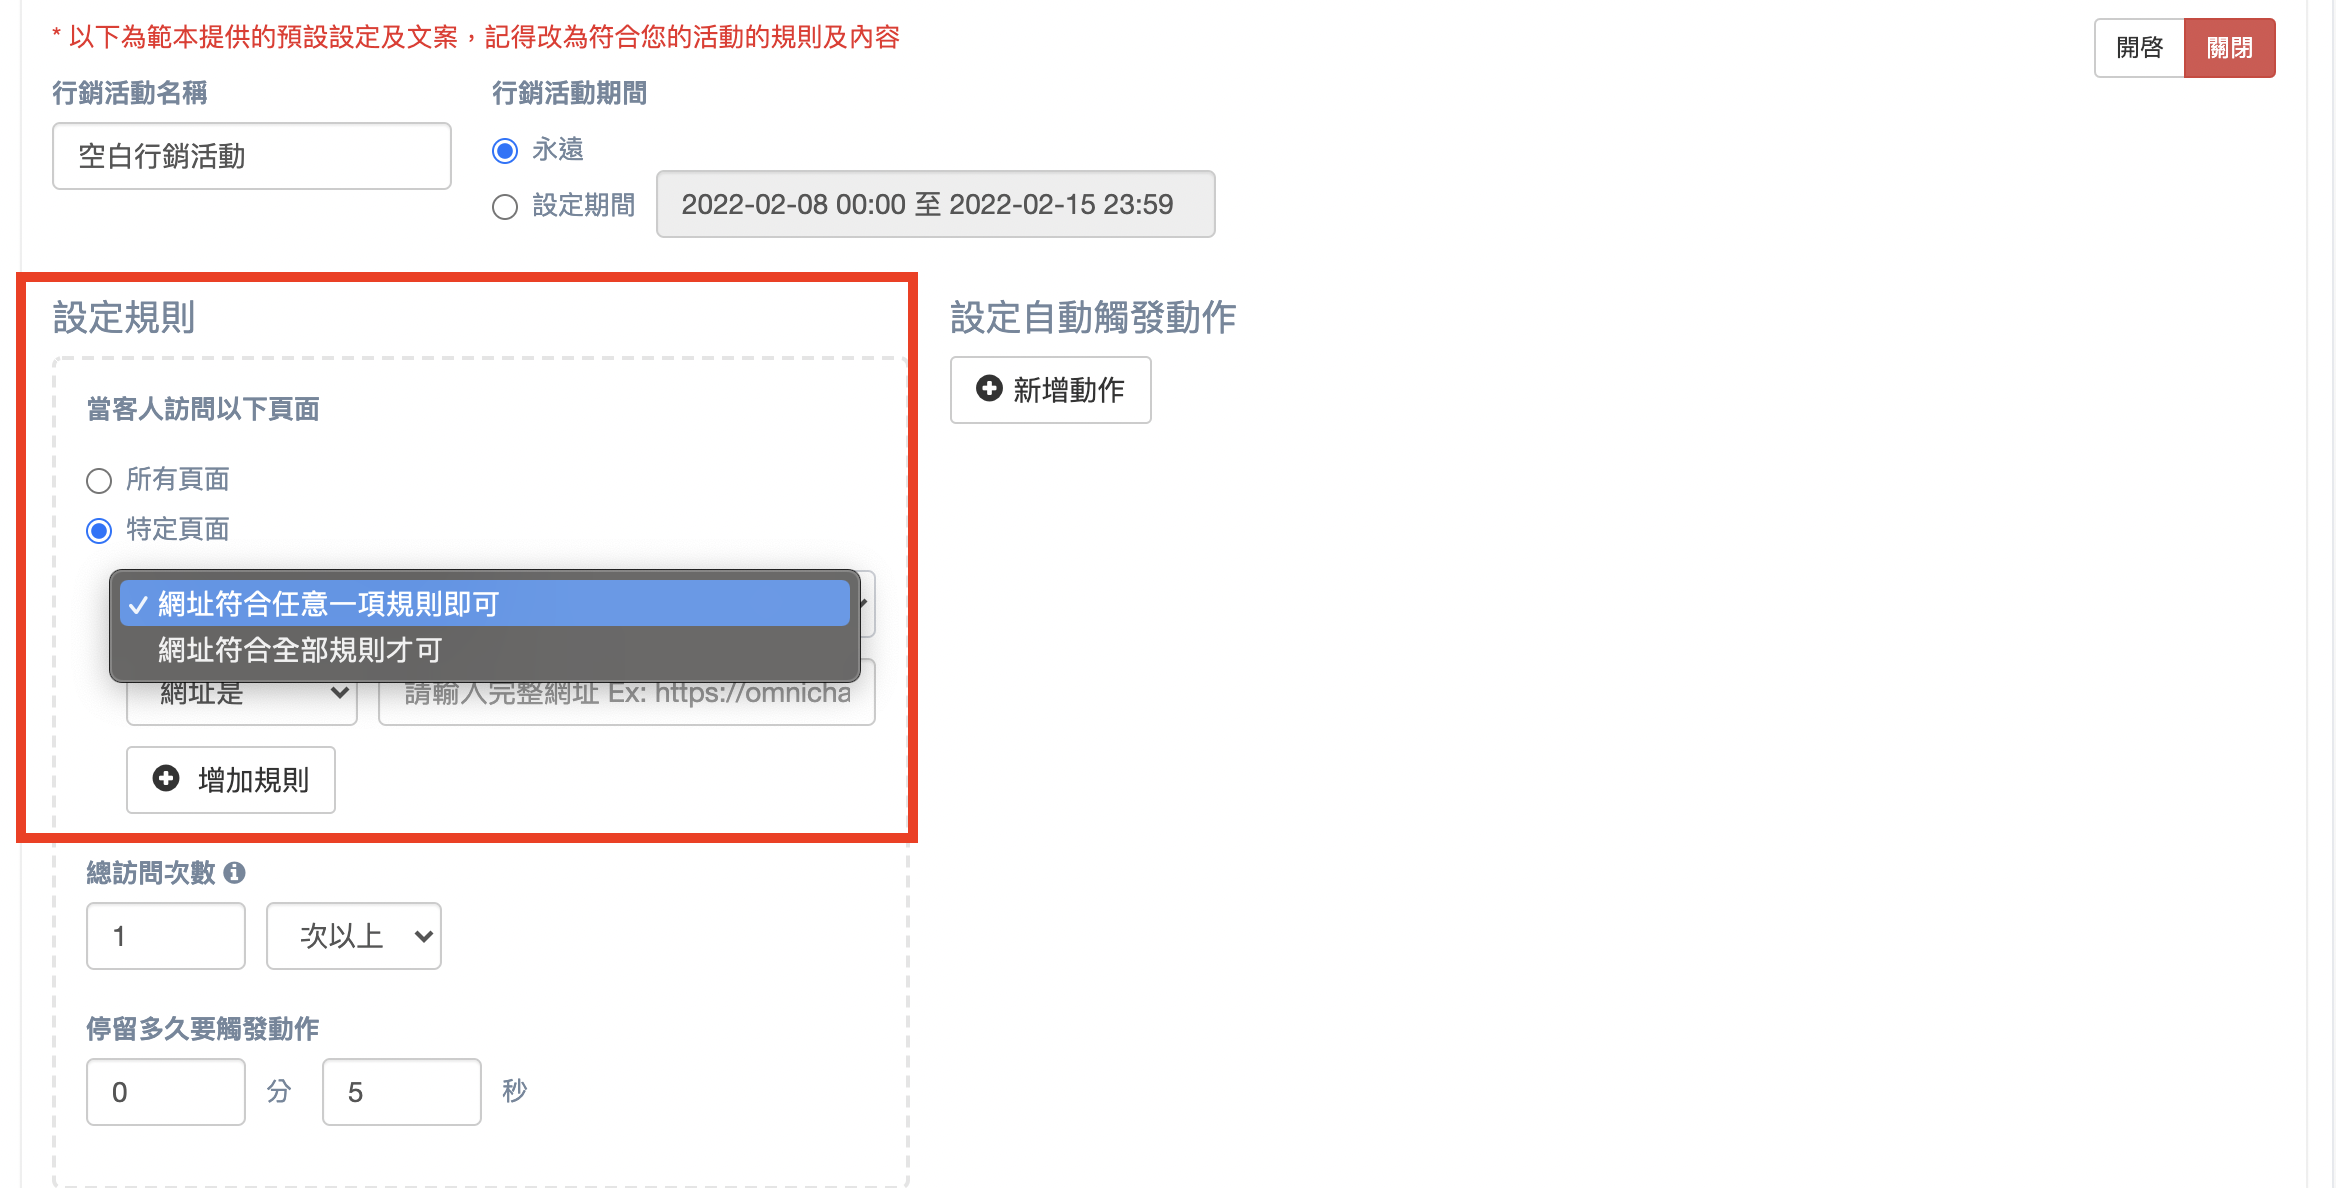 * 以下為範本提供的預設設定及文案，記得改為符合您的活動的規則及內容
開啓 關閉
行銷活動名稱
空白行銷活動
行銷活動期間
永遠
設定期間 2022-02-08 00:00 至 2022-02-15 23:59
設定規則
當客人訪問以下頁面
所有頁面
特定頁面
網址符合任意一項規則即可
網址符合全部規則才可
網址是 請輸入完整網址 Ex: https://omnicha
增加規則
總訪問次數
1 次以上
停留多久要觸發動作
0 分 5 秒
設定自動觸發動作
新增動作